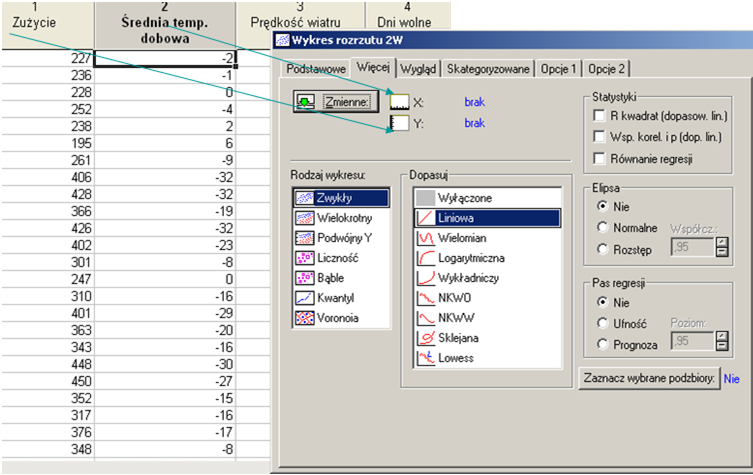 1 2 3 4
Zużycie Średnia temp. Prędkość wiatru Dni wolne
dobowa
227 -2
236 -1
228 0
252 -4
238 2
195 6
261 -9
406 -32
428 -32
366 -19
426 -32
402 -23
301 -8
247 0
310 -16
401 -29
363 -20
343 -16
448 -30
450 -27
352 -15
317 -16
376 -17
348 -8
Wykres rozrzutu 2W
Podstawowe Więcej Wygląd Skategoryzowane Opcje 1 Opcje 2
Zmienne:
X: brak
Y: brak
Rodzaj wykresu:
Zwykły
Wielokrotny
Podwójny Y
Liczność
Bąble
Kwantyl
Voronoia
Dopasuj
Wyłączone
Liniowa
Wielomian
Logarytmiczna
Wykładniczy
NKWO
NKWW
Sklejana
Lowess
Statystyki
R kwadrat (dopasow. lin.)
Wsp. korel. i p (dop. lin.)
Równanie regresji
Elipsa
Nie
Normalne Współcz.:
Rozstęp .95
Pas regresji
Nie
Ufność Poziom:
Prognoza .95
Zaznacz wybrane podzbiory: Nie